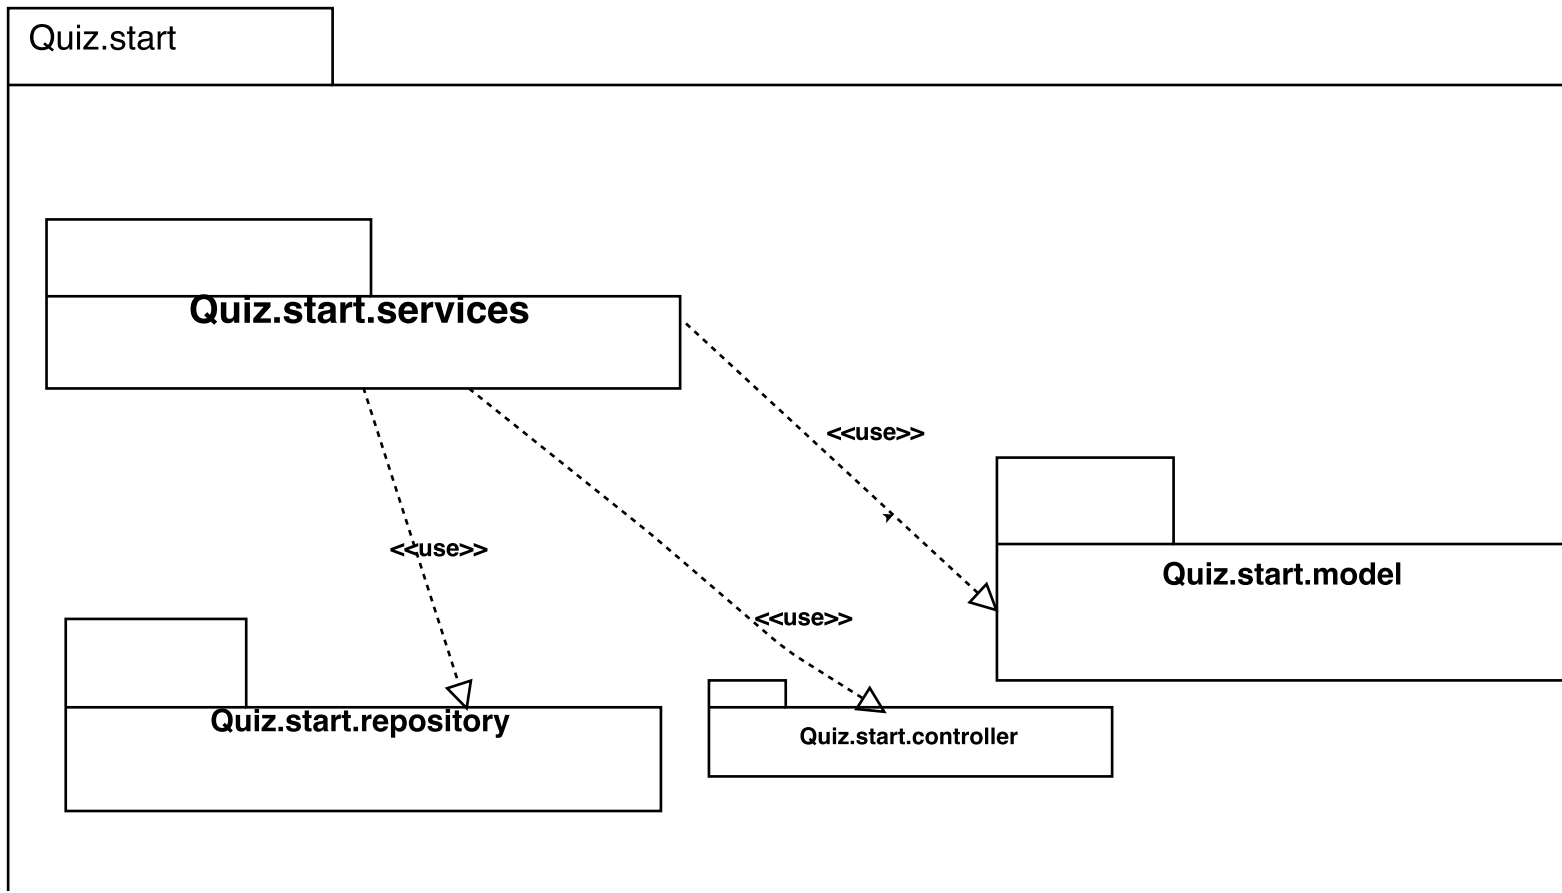 Quiz.start
Quiz.start.services
<<use>>
<<use>>
Quiz.start.model
<<use>>
Quiz.start.repository
Quiz.start.controller